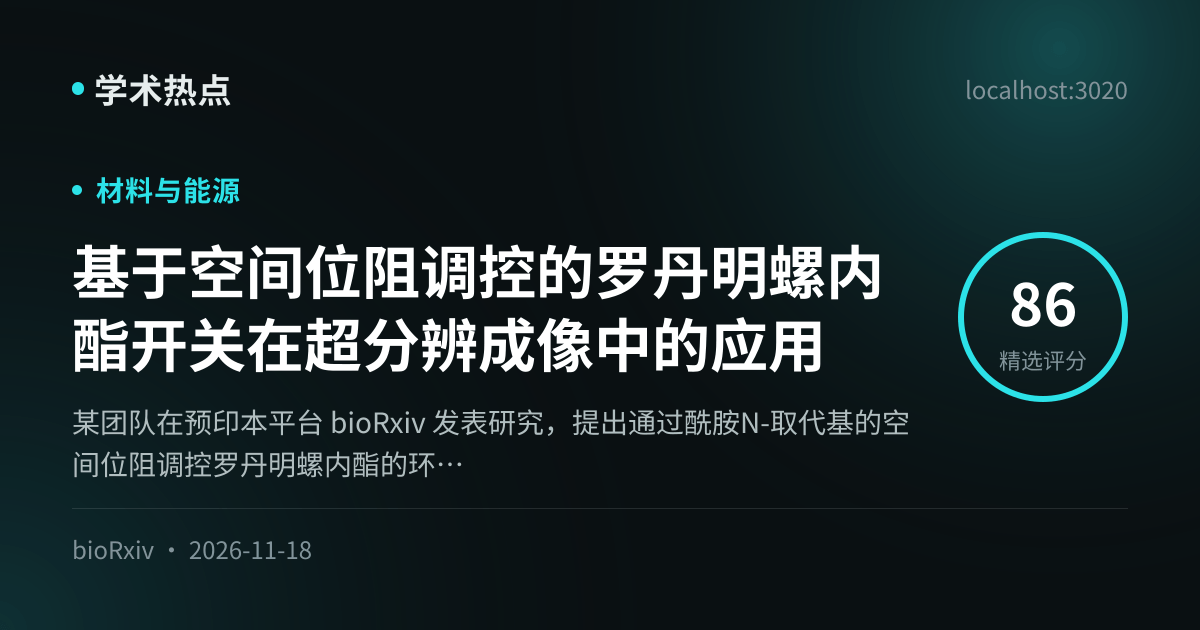 学术热点
localhost:3020
材料与能源
基于空间位阻调控的罗丹明螺内
酯开关在超分辨成像中的应用
86
精选评分
某团队在预印本平台 bioRxiv 发表研究，提出通过酰胺N-取代基的空
间位阻调控罗丹明螺内酯的环…
bioRxiv • 2026-11-18